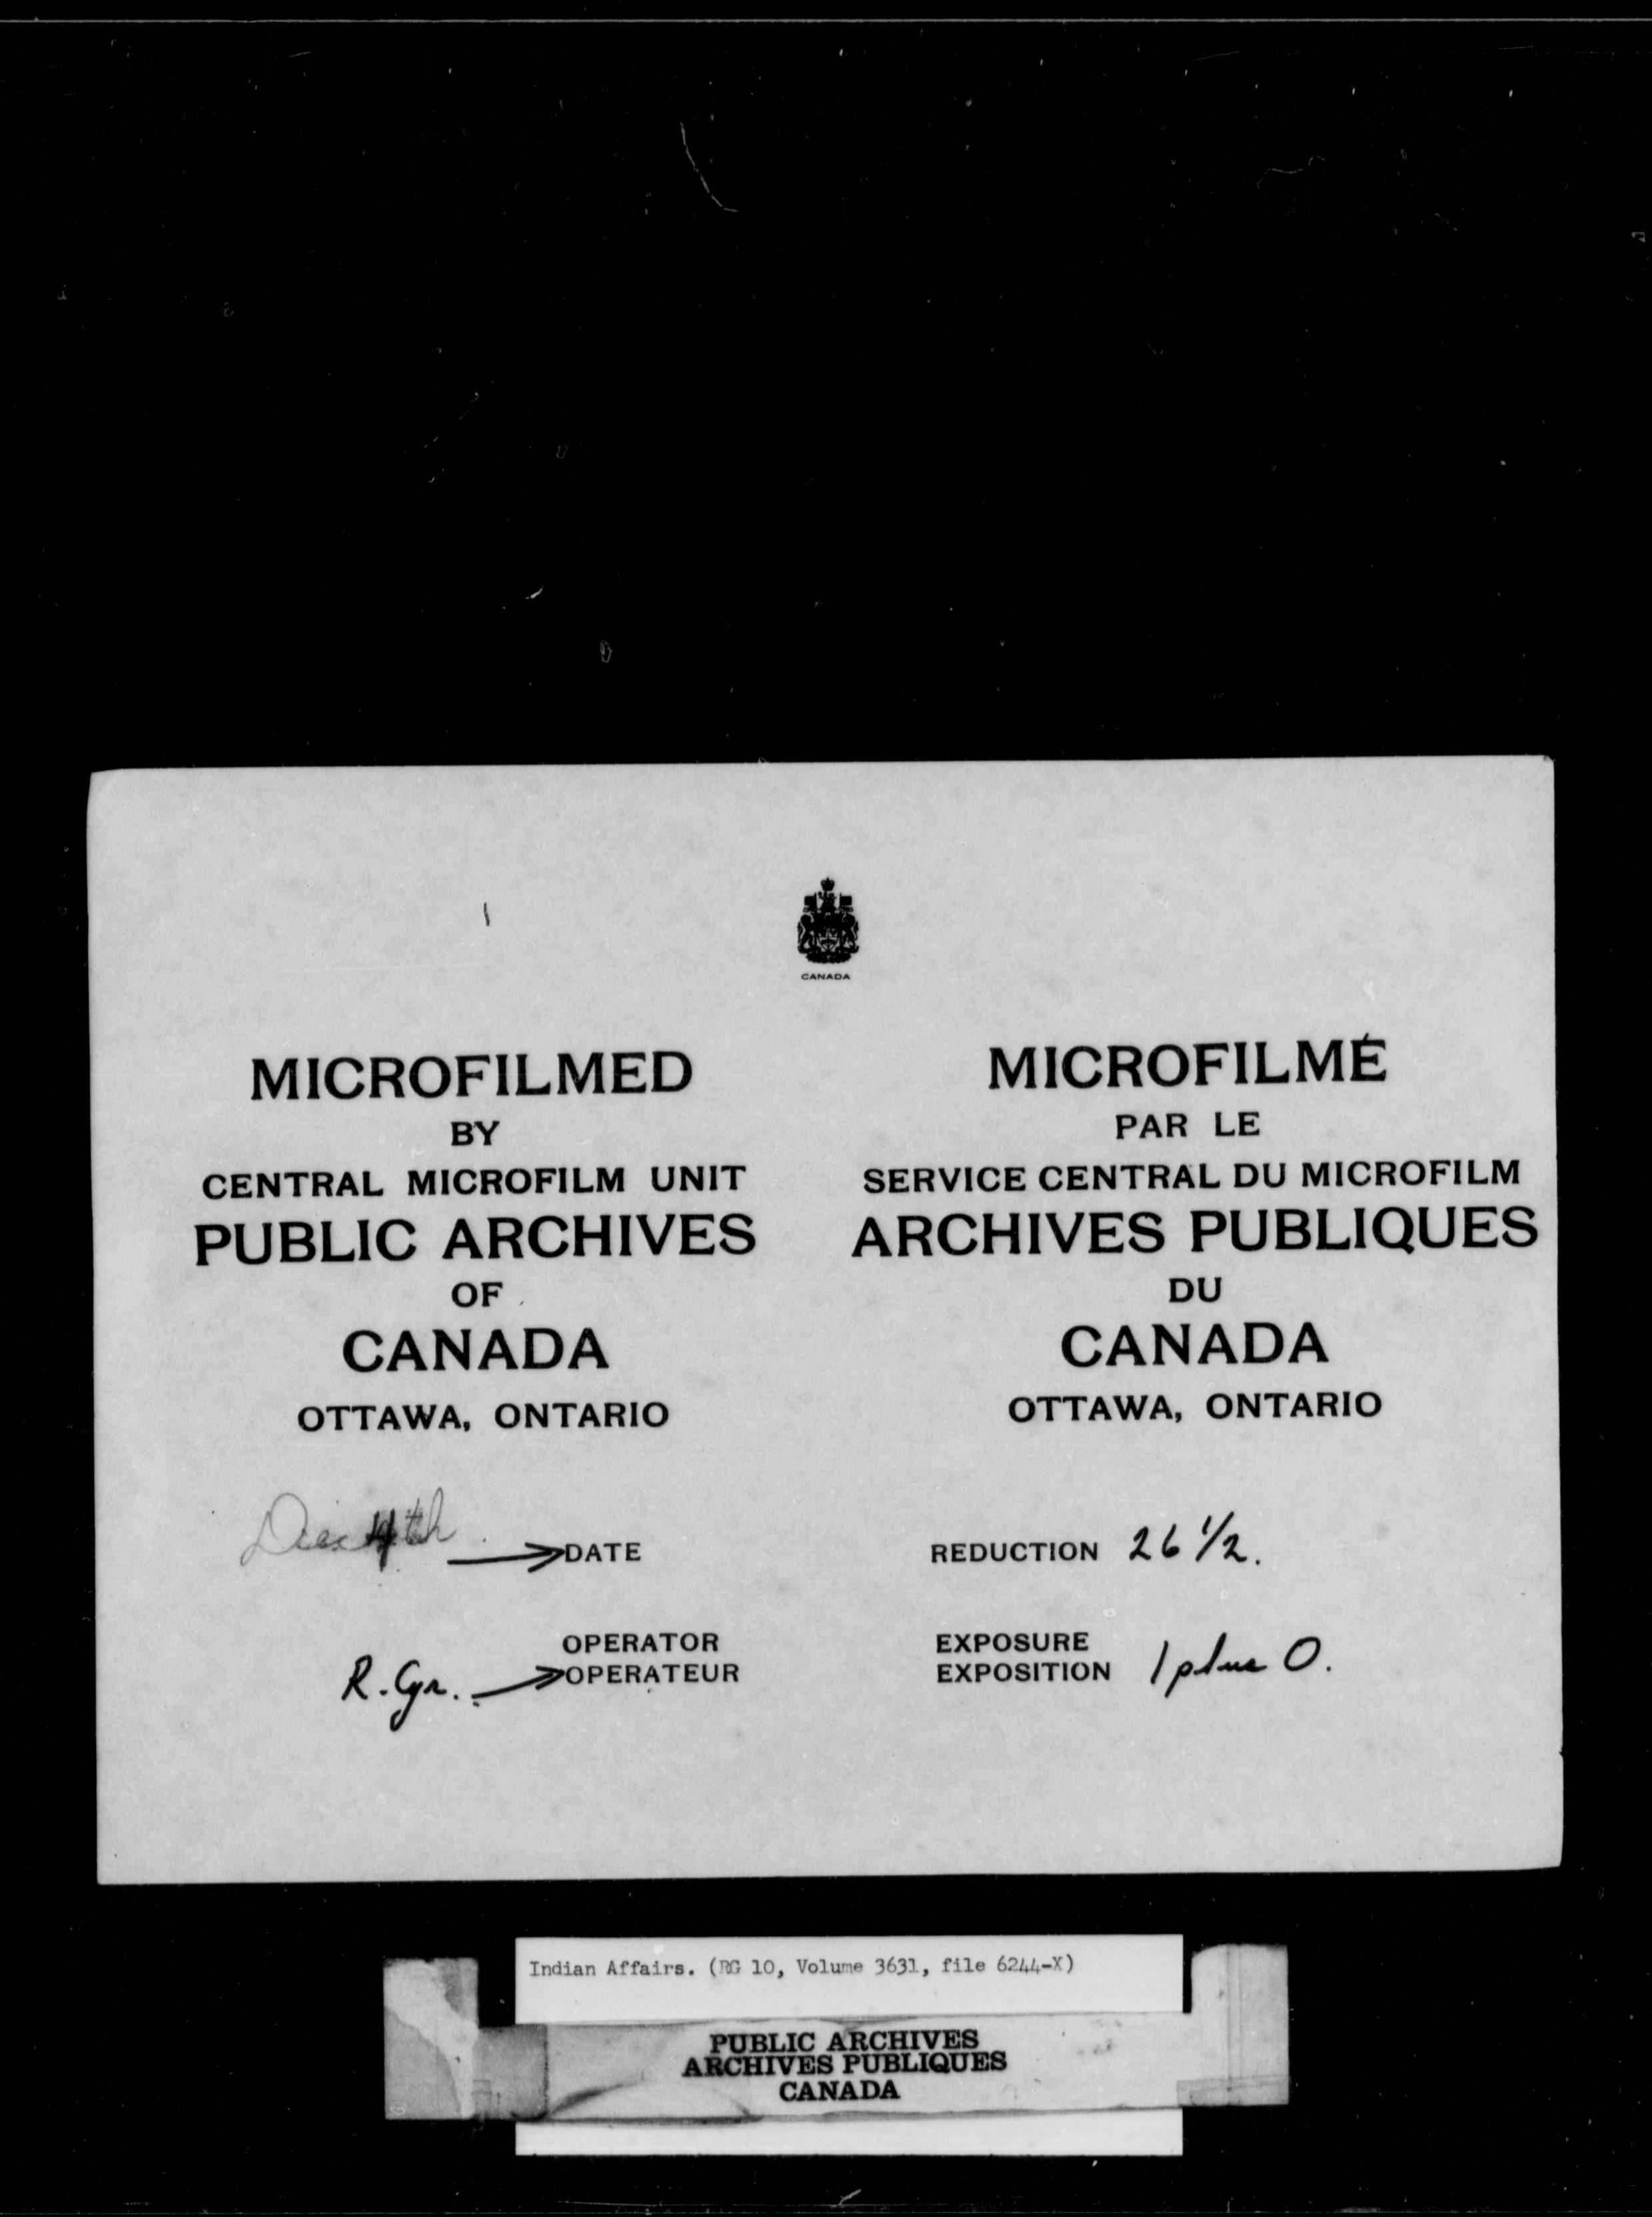 CANADA
MICROFILMED
BY
CENTRAL MICROFILM UNIT
PUBLIC ARCHIVES
OF
CANADA
OTTAWA, ONTARIO
MICROFILMÉ
PAR LE
SERVICE CENTRAL DU MICROFILM
ARCHIVES PUBLIQUES
DU
CANADA
OTTAWA, ONTARIO
4th DATE
REDUCTION 26 1/2.
OPERATOR
R. OPERATEUR
EXPOSURE
EXPOSITION 1 plus 0.
Indian Affairs. (RG 10, Volume 3631, file 6244-X)
PUBLIC ARCHIVES
ARCHIVES PUBLIQUES
CANADA